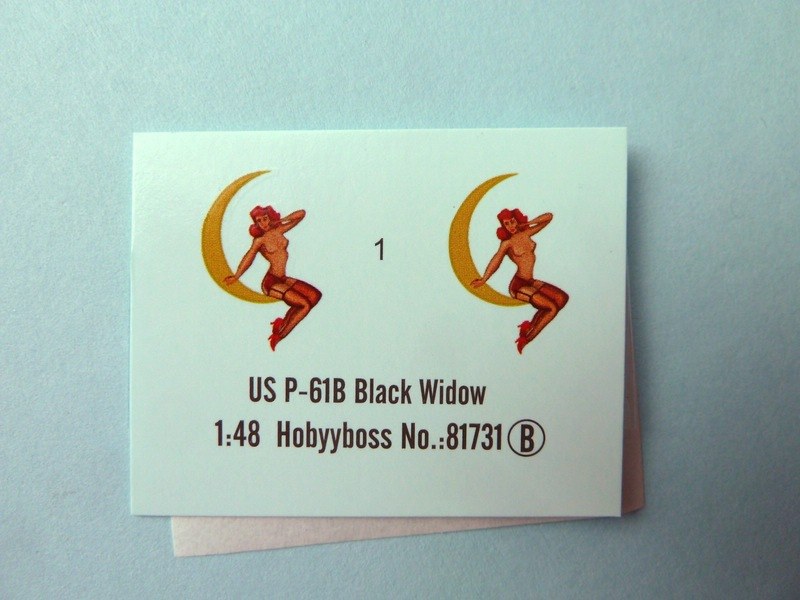 1
US P-61B Black Widow
1:48 Hobyyboss No.:81731 B